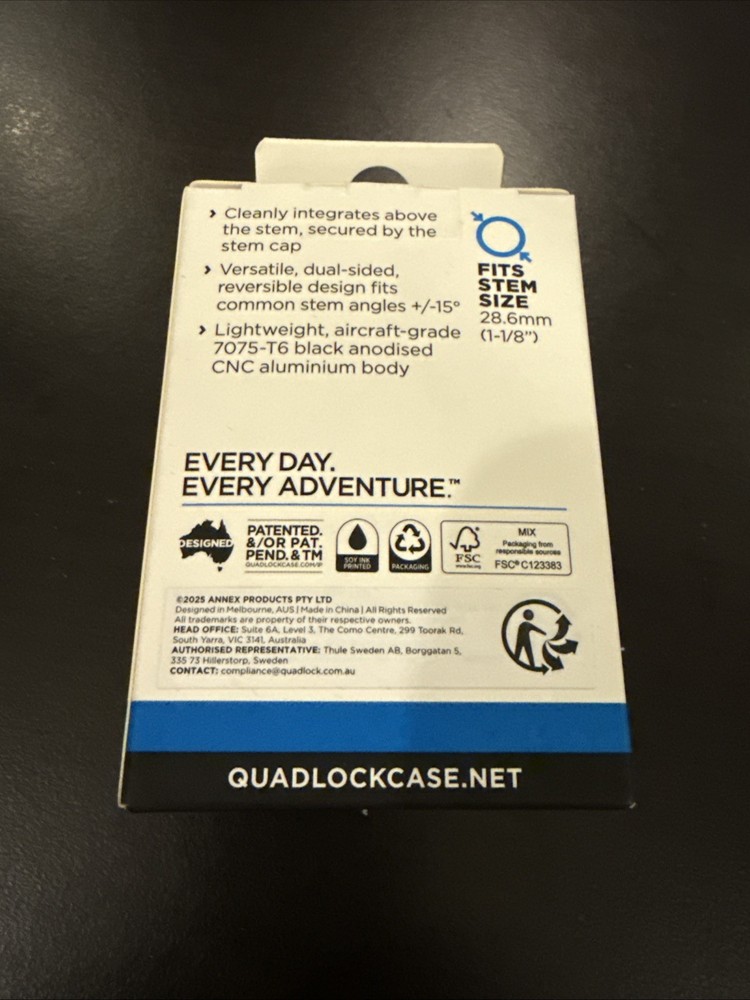 › Cleanly integrates above
the stem, secured by the
stem cap
› Versatile, dual-sided,
reversible design fits
common stem angles +/-15°
› Lightweight, aircraft-grade
7075-T6 black anodised
CNC aluminium body
FITS
STEM
SIZE
28.6mm
(1-1/8")
EVERY DAY.
EVERY ADVENTURE.™
DESIGNED
PATENTED.
&/OR PAT.
PEND. & TM
QUADLOCKCASE.COM/IP
SOY INK
PRINTED
PACKAGING
FSC
www.fsc.org
MIX
Packaging from
responsible sources
FSC® C123383
©2025 ANNEX PRODUCTS PTY LTD
Designed in Melbourne, AUS | Made in China | All Rights Reserved
All trademarks are property of their respective owners.
HEAD OFFICE: Suite 6A, Level 3, The Como Centre, 299 Toorak Rd,
South Yarra, VIC 3141, Australia
AUTHORISED REPRESENTATIVE: Thule Sweden AB, Borggatan 5,
335 73 Hillerstorp, Sweden
CONTACT: compliance@quadlock.com.au
QUADLOCKCASE.NET